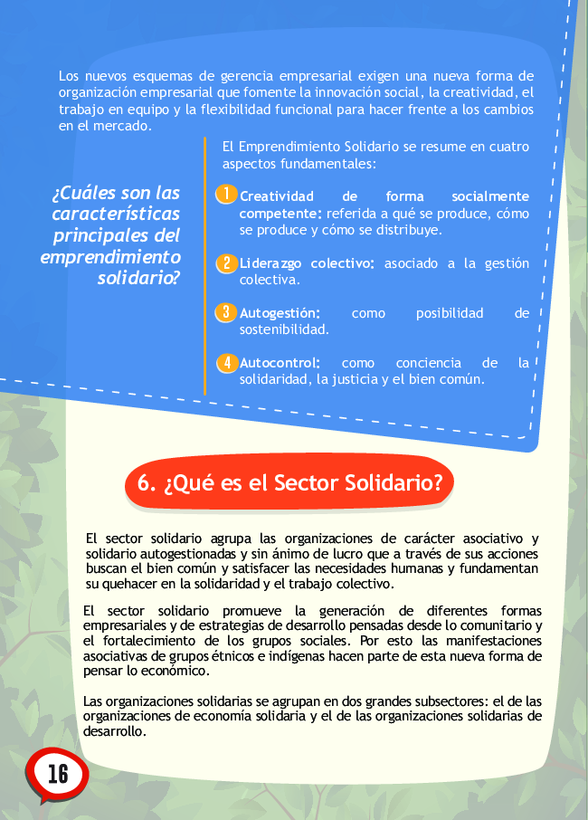 Los nuevos esquemas de gerencia empresarial exigen una nueva forma de
organización empresarial que fomente la innovación social, la creatividad, el
trabajo en equipo y la flexibilidad funcional para hacer frente a los cambios
en el mercado.
¿Cuáles son las
características
principales del
emprendimiento
solidario?
El Emprendimiento Solidario se resume en cuatro
aspectos fundamentales:
1 Creatividad de forma socialmente
competente: referida a qué se produce, cómo
se produce y cómo se distribuye.
2 Liderazgo colectivo: asociado a la gestión
colectiva.
3 Autogestión: como posibilidad de
sostenibilidad.
4 Autocontrol: como conciencia de la
solidaridad, la justicia y el bien común.
6. ¿Qué es el Sector Solidario?
El sector solidario agrupa las organizaciones de carácter asociativo y
solidario autogestionadas y sin ánimo de lucro que a través de sus acciones
buscan el bien común y satisfacer las necesidades humanas y fundamentan
su quehacer en la solidaridad y el trabajo colectivo.
El sector solidario promueve la generación de diferentes formas
empresariales y de estrategias de desarrollo pensadas desde lo comunitario y
el fortalecimiento de los grupos sociales. Por esto las manifestaciones
asociativas de grupos étnicos e indígenas hacen parte de esta nueva forma de
pensar lo económico.
Las organizaciones solidarias se agrupan en dos grandes subsectores: el de las
organizaciones de economía solidaria y el de las organizaciones solidarias de
desarrollo.
16